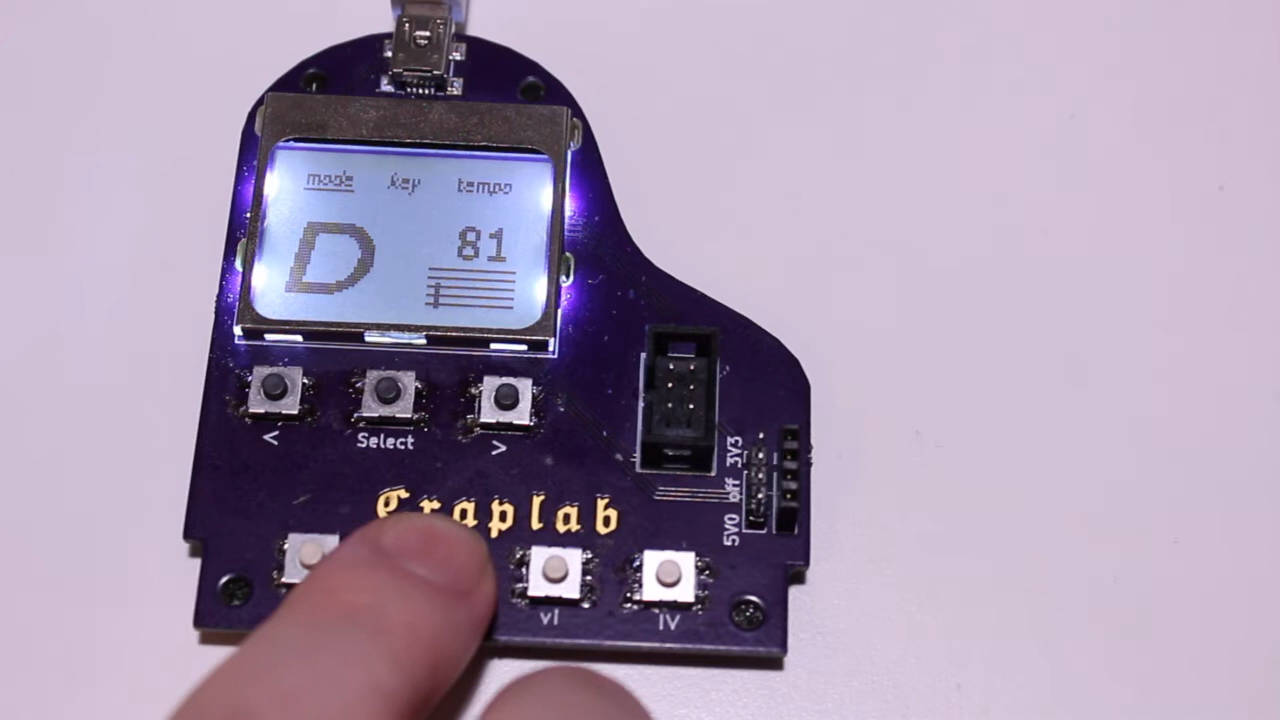 mode key tempo
D 81
< Select >
3V3
off
5V0
Craplab
vi IV